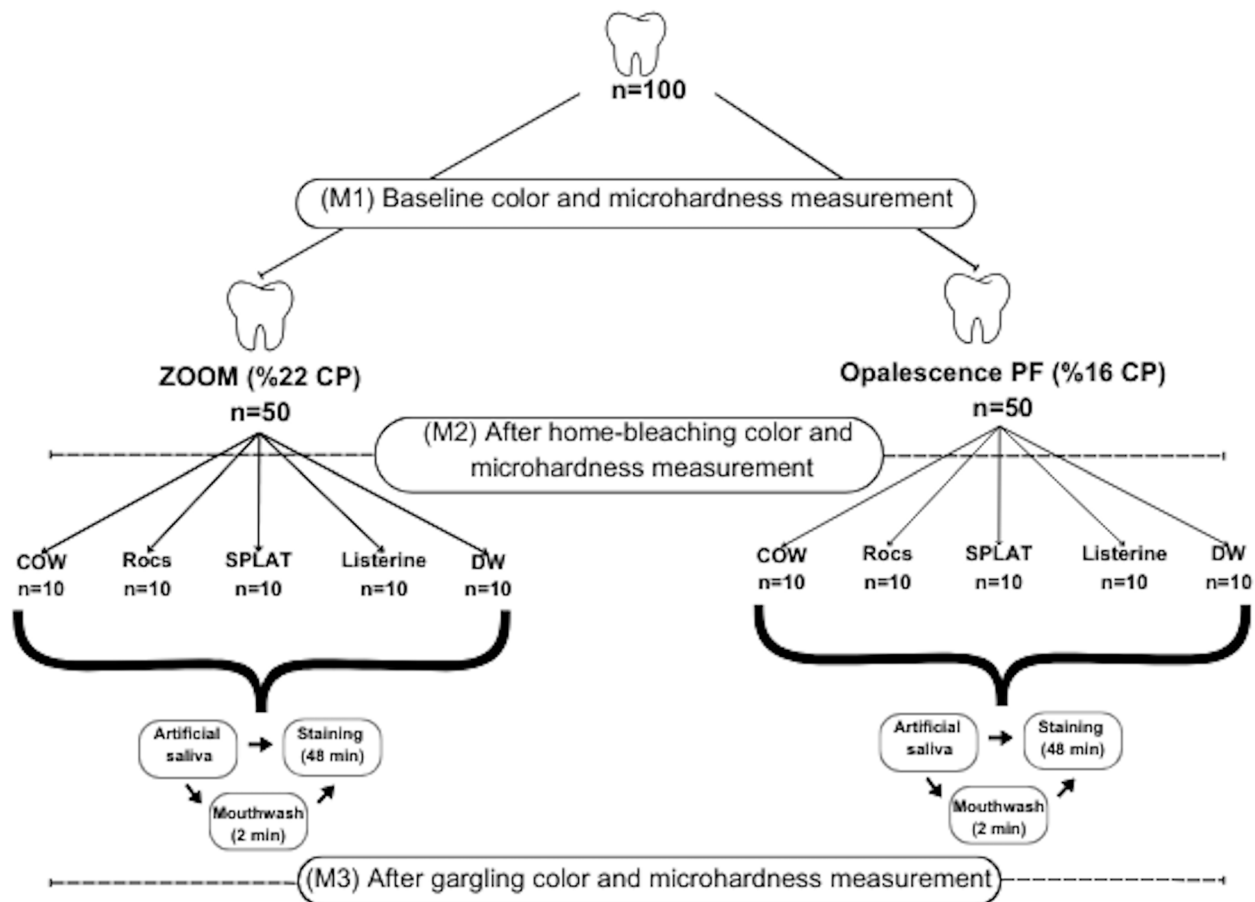 n=100
(M1) Baseline color and microhardness measurement
ZOOM (%22 CP)
n=50
Opalescence PF (%16 CP)
n=50
(M2) After home-bleaching color and
microhardness measurement
COW
n=10
Rocs
n=10
SPLAT
n=10
Listerine
n=10
DW
n=10
COW
n=10
Rocs
n=10
SPLAT
n=10
Listerine
n=10
DW
n=10
Artificial
saliva
Staining
(48 min)
Mouthwash
(2 min)
Artificial
saliva
Staining
(48 min)
Mouthwash
(2 min)
(M3) After gargling color and microhardness measurement